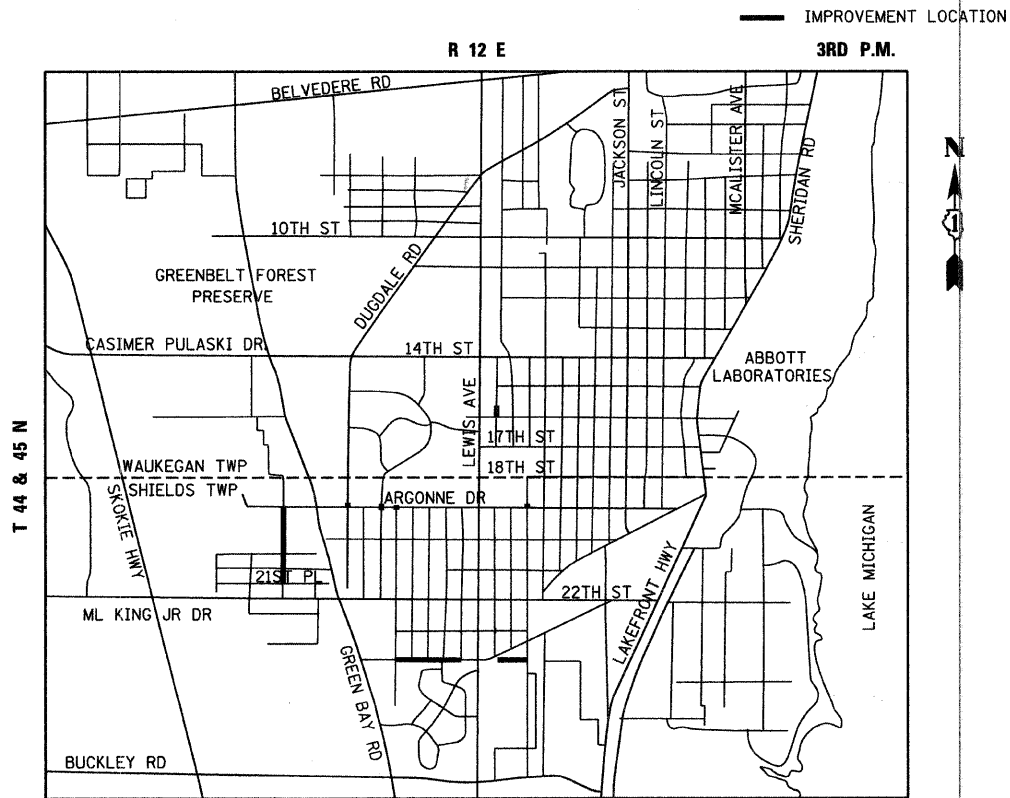 IMPROVEMENT LOCATION
R 12 E
3RD P.M.
BELVEDERE RD
JACKSON ST
LINCOLN ST
MCALISTER AVE
SHERIDAN RD
N
1
10TH ST
DUGDALE RD
GREENBELT FOREST
PRESERVE
CASIMER PULASKI DR.
14TH ST
ABBOTT
LABORATORIES
LEWIS AVE
17TH ST
18TH ST
WAUKEGAN TWP
SHIELDS TWP
ARGONNE DR
T 44 & 45 N
SKOKIE HWY
21ST PL
22TH ST
LAKEFRONT HWY
LAKE MICHIGAN
ML KING JR DR
GREEN BAY RD
BUCKLEY RD